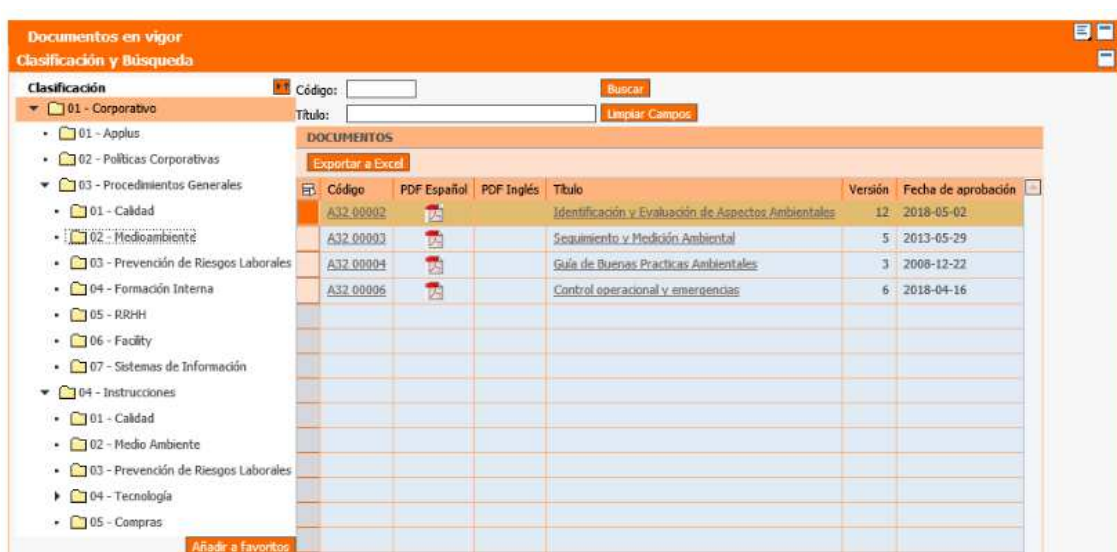 Documentos en vigor
Clasificación y Búsqueda
Clasificación
01 - Corporativo
01 - Applus
02 - Políticas Corporativas
03 - Procedimientos Generales
01 - Calidad
02 - Medioambiente
03 - Prevención de Riesgos Laborales
04 - Formación Interna
05 - RRHH
06 - Facility
07 - Sistemas de Información
04 - Instrucciones
01 - Calidad
02 - Medio Ambiente
03 - Prevención de Riesgos Laborales
04 - Tecnología
05 - Compras
Añadir a favoritos
Código: Buscar
Título: Limpiar Campos
DOCUMENTOS
Exportar a Excel
Código PDF Español PDF Inglés Título Versión Fecha de aprobación
A32 00002 Identificación y Evaluación de Aspectos Ambientales 12 2018-05-02
A32 00003 Seguimiento y Medición Ambiental 5 2013-05-29
A32 00004 Guía de Buenas Practicas Ambientales 3 2008-12-22
A32 00006 Control operacional y emergencias 6 2018-04-16